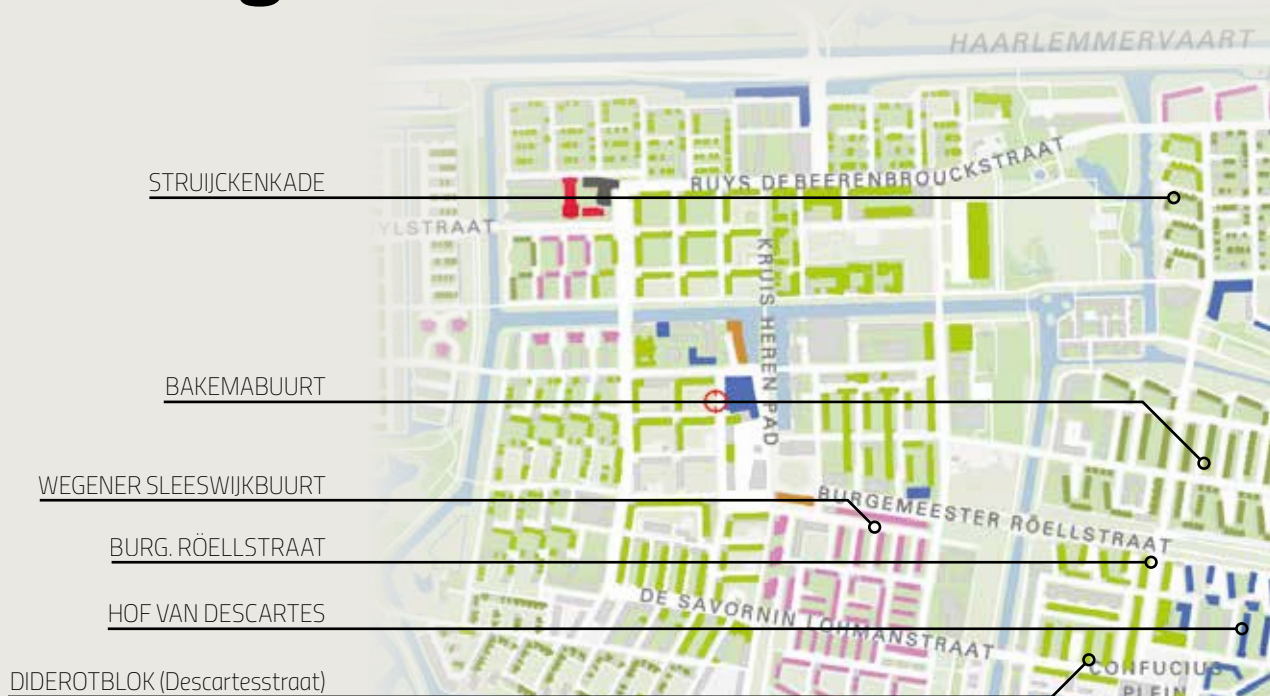 HAARLEMMERVAART
RUYS DE BEERENBROUCKSTRAAT
STRUIJCKENKADE
YLSTRAAT
KRUIS HEREN PAD
BAKEMABUURT
WEGENER SLEESWIJKBUURT
BURGEMEESTER RÖELLSTRAAT
BURG. RÖELLSTRAAT
DE SAVORNIN LOHMANSTRAAT
HOF VAN DESCARTES
CONFUCIUS
PLEIN
DIDEROTBLOK (Descartesstraat)